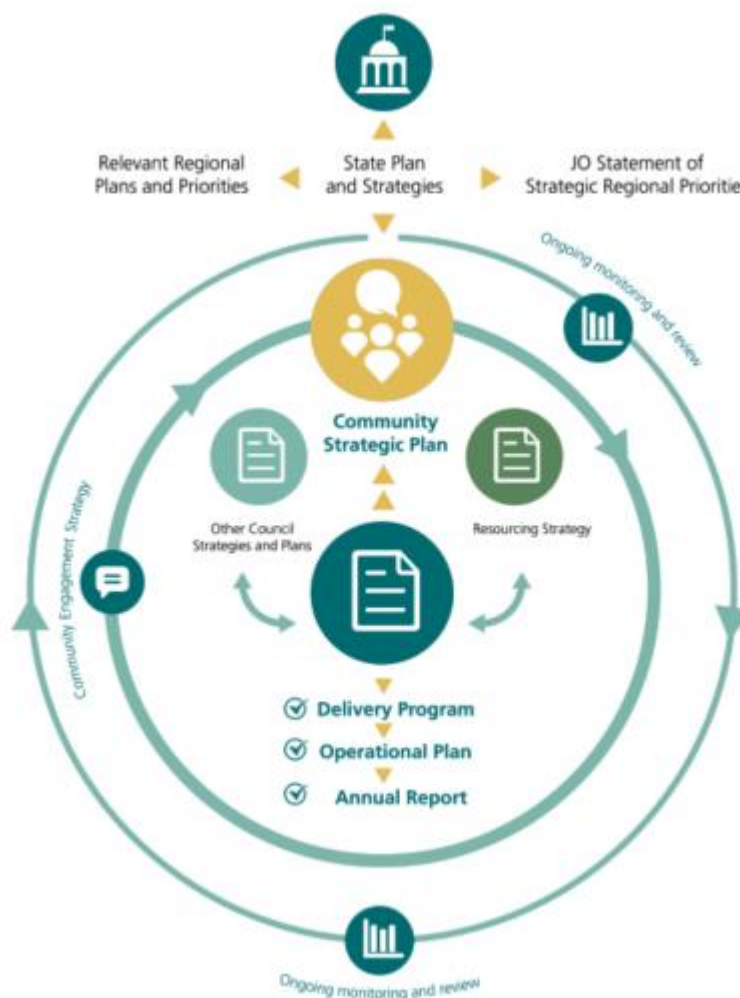 Relevant Regional
Plans and Priorities
State Plan
and Strategies
JO Statement of
Strategic Regional Prioritie
Ongoing monitoring and review
Community
Strategic Plan
Other Council
Strategies and Plans
Resourcing Strategy
Community Engagement Strategy
Delivery Program
Operational Plan
Annual Report
Ongoing monitoring and review